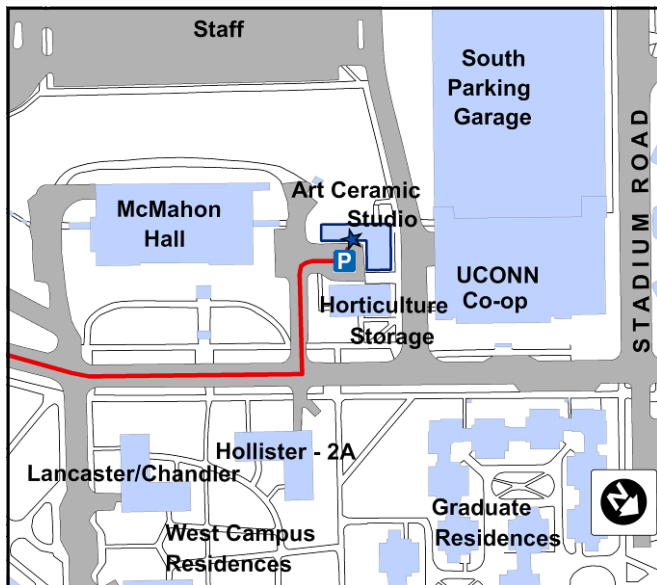 Staff
South
Parking
Garage
STADIUM ROAD
Art Ceramic
Studio
McMahon
Hall
P
UCONN
Co-op
Horticulture
Storage
Hollister - 2A
Lancaster/Chandler
Graduate
Residences
West Campus
Residences
N